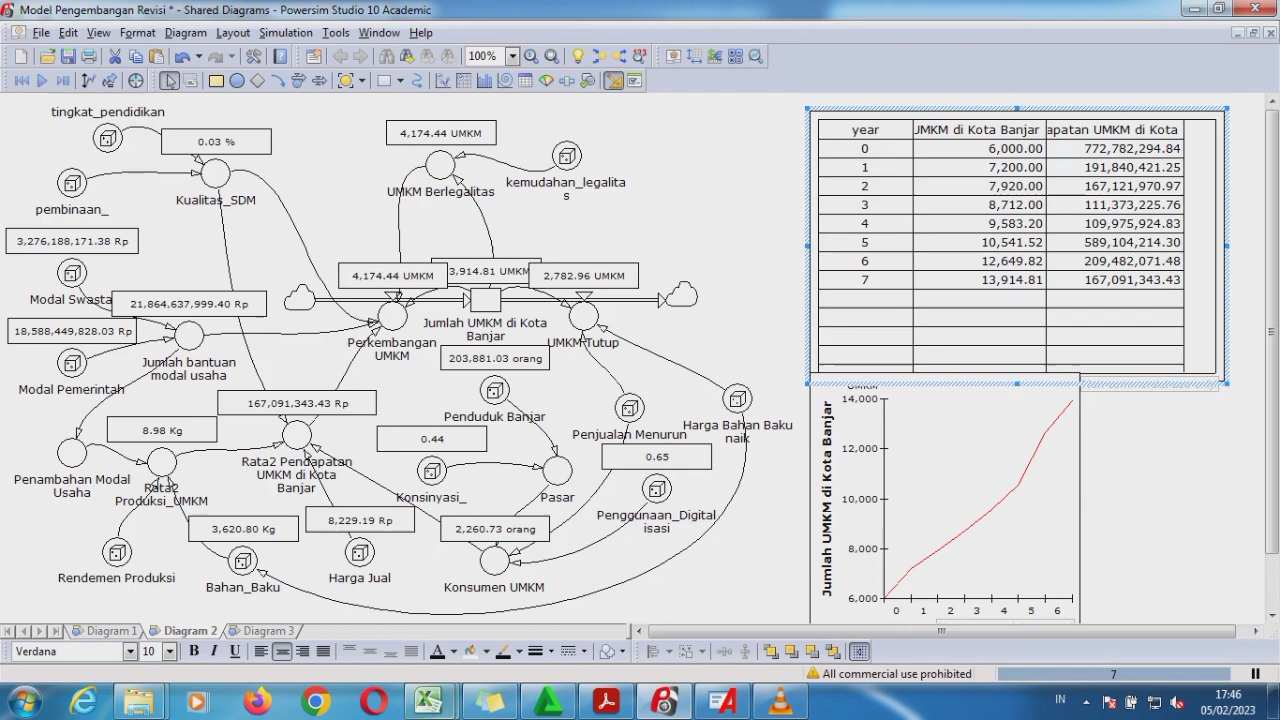 Model Pengembangan Revisi * - Shared Diagrams - Powersim Studio 10 Academic
File Edit View Format Diagram Layout Simulation Tools Window Help
100%
tingkat_pendidikan
0.03 %
4,174.44 UMKM
UMKM Berlegalitas
kemudahan_legalita
s
pembinaan_
Kualitas_SDM
3,276,188,171.38 Rp
Modal Swasta
21,864,637,999.40 Rp
4,174.44 UMKM
3,914.81 UMKM
2,782.96 UMKM
18,588,449,828.03 Rp
Jumlah UMKM di Kota
Banjar
Perkembangan
UMKM
UMKM Tutup
Jumlah bantuan
modal usaha
203,881.03 orang
Modal Pemerintah
167,091,343.43 Rp
Penduduk Banjar
8.98 Kg
0.44
Penjualan Menurun
Harga Bahan Baku
naik
0.65
Rata2 Pendapatan
UMKM di Kota
Banjar
Penambahan Modal
Usaha
Rata2
Produksi_UMKM
Konsinyasi_
Pasar
Penggunaan_Digital
isasi
3,620.80 Kg
8,229.19 Rp
2,260.73 orang
Rendemen Produksi
Bahan_Baku
Harga Jual
Konsumen UMKM
year JMKM di Kota Banjar apatan UMKM di Kota
0 6,000.00 772,782,294.84
1 7,200.00 191,840,421.25
2 7,920.00 167,121,970.97
3 8,712.00 111,373,225.76
4 9,583.20 109,975,924.83
5 10,541.52 589,104,214.30
6 12,649.82 209,482,071.48
7 13,914.81 167,091,343.43
UMKM
Jumlah UMKM di Kota Banjar
14,000
12,000
10,000
8,000
6,000
0 1 2 3 4 5 6
Diagram 1 Diagram 2 Diagram 3
Verdana 10 B I U A
All commercial use prohibited 7
IN 17:46
05/02/2023